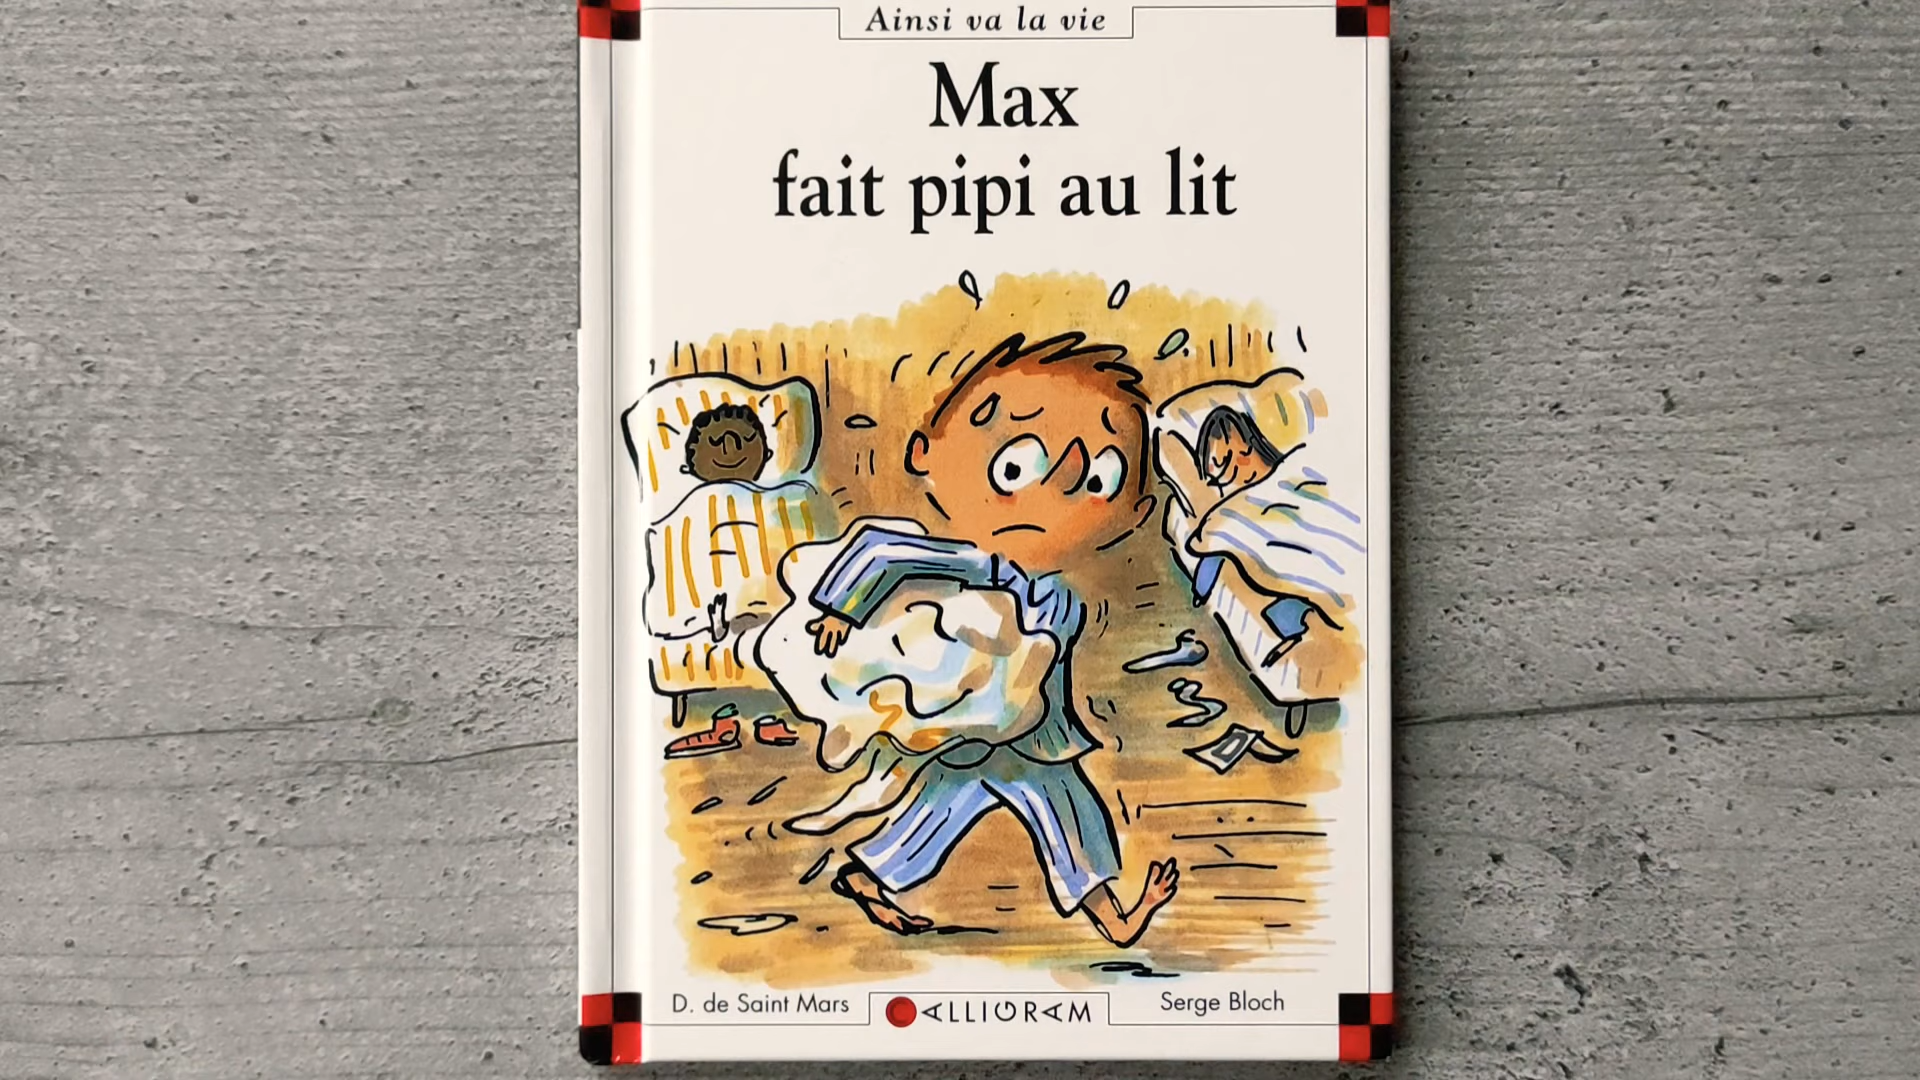 Ainsi va la vie
Max
fait pipi au lit
D. de Saint Mars
CALLIGRAM
Serge Bloch